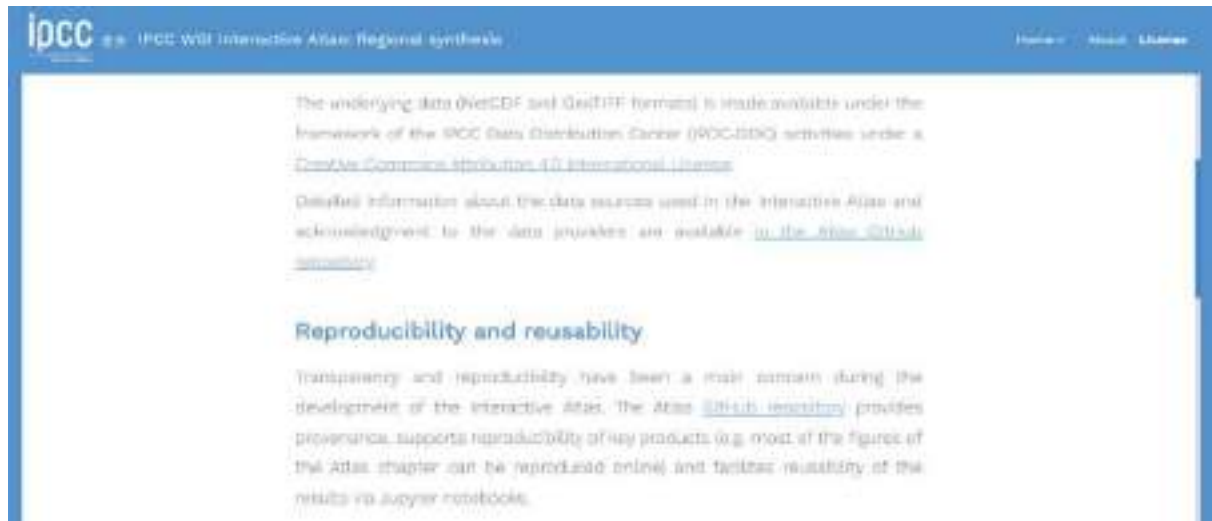 ipcc
IPCC WGI Interactive Atlas: Regional synthesis
Home About License
The underlying data (NetCDF and GeoTIFF formats) is made available under the
framework of the IPCC Data Distribution Center (IPCC-DDC) activities under a
Creative Commons Attribution 4.0 International License
Detailed information about the data sources used in the Interactive Atlas and
acknowledgment to the data providers are available in the Atlas GitHub
repository
Reproducibility and reusability
Transparency and reproducibility have been a main concern during the
development of the Interactive Atlas. The Atlas GitHub repository provides
provenance, supports reproducibility of key products (e.g. most of the figures of
the Atlas chapter can be reproduced online) and facilites reusability of the
results via Jupyter notebooks.